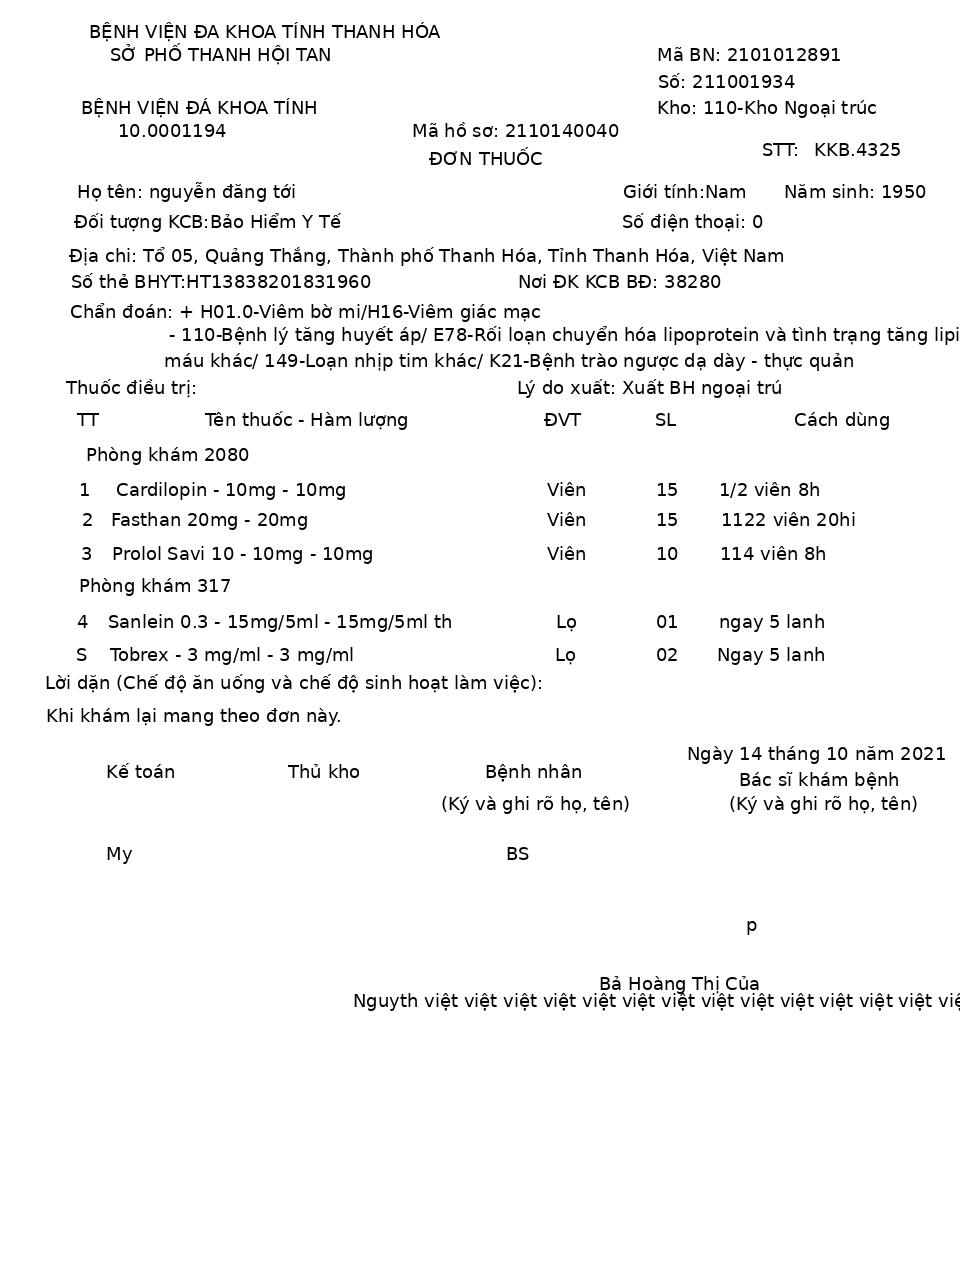 BỆNH VIỆN ĐA KHOA TÍNH THANH HÓA
SỞ PHỐ THANH HỘI TAN
Mã BN: 2101012891
Số: 211001934
BỆNH VIỆN ĐÁ KHOA TÍNH
Kho: 110-Kho Ngoại trúc
10.0001194
Mã hồ sơ: 2110140040
STT: KKB.4325
ĐƠN THUỐC
Họ tên: nguyễn đăng tới Giới tính:Nam Năm sinh: 1950
Đối tượng KCB:Bảo Hiểm Y Tế Số điện thoại: 0
Địa chi: Tổ 05, Quảng Thắng, Thành phố Thanh Hóa, Tỉnh Thanh Hóa, Việt Nam
Số thẻ BHYT:HT13838201831960 Nơi ĐK KCB BĐ: 38280
Chẩn đoán: + H01.0-Viêm bờ mi/H16-Viêm giác mạc
- 110-Bệnh lý tăng huyết áp/ E78-Rối loạn chuyển hóa lipoprotein và tình trạng tăng lipi
máu khác/ 149-Loạn nhịp tim khác/ K21-Bệnh trào ngược dạ dày - thực quản
Thuốc điều trị: Lý do xuất: Xuất BH ngoại trú
TT Tên thuốc - Hàm lượng ĐVT SL Cách dùng
Phòng khám 2080
1 Cardilopin - 10mg - 10mg Viên 15 1/2 viên 8h
2 Fasthan 20mg - 20mg Viên 15 1122 viên 20hi
3 Prolol Savi 10 - 10mg - 10mg Viên 10 114 viên 8h
Phòng khám 317
4 Sanlein 0.3 - 15mg/5ml - 15mg/5ml th Lọ 01 ngay 5 lanh
S Tobrex - 3 mg/ml - 3 mg/ml Lọ 02 Ngay 5 lanh
Lời dặn (Chế độ ăn uống và chế độ sinh hoạt làm việc):
Khi khám lại mang theo đơn này.
Ngày 14 tháng 10 năm 2021
Kế toán Thủ kho Bệnh nhân Bác sĩ khám bệnh
(Ký và ghi rõ họ, tên) (Ký và ghi rõ họ, tên)
My BS
p
Bả Hoàng Thị Của
Nguyth việt việt việt việt việt việt việt việt việt việt việt việt việt việ